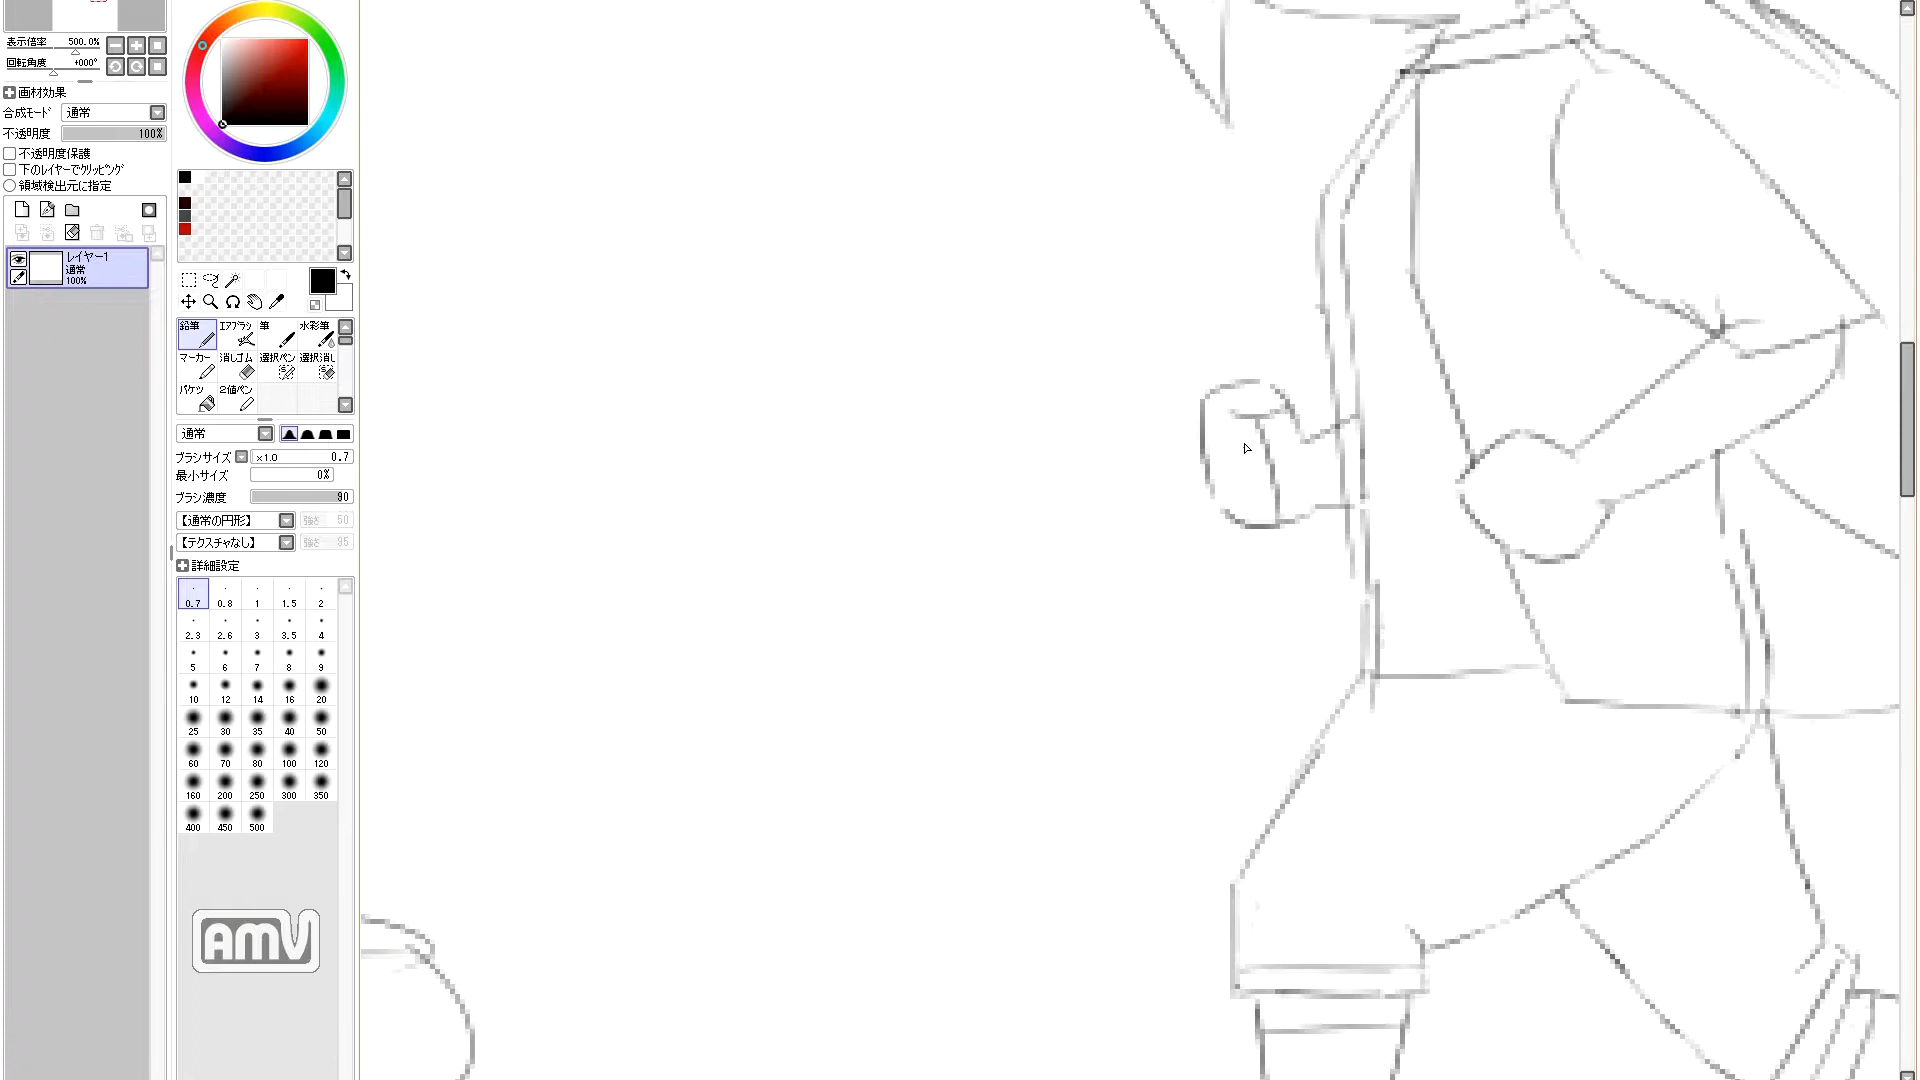 表示倍率 500.0%
回転角度 +000°
画材効果
合成モード 通常
不透明度 100%
不透明度保護
下のレイヤーでクリッピング
領域検出元に指定
レイヤー1
通常
100%
鉛筆 エアブラシ 筆 水彩筆
マーカー 消しゴム 選択ペン 選択消し
バケツ 2値ペン
通常
ブラシサイズ x1.0 0.7
最小サイズ 0%
ブラシ濃度 90
【通常の円形】 強さ 50
【テクスチャなし】 強さ 95
詳細設定
0.7 0.8 1 1.5 2
2.3 2.6 3 3.5 4
5 6 7 8 9
10 12 14 16 20
25 30 35 40 50
60 70 80 100 120
160 200 250 300 350
400 450 500
AMV